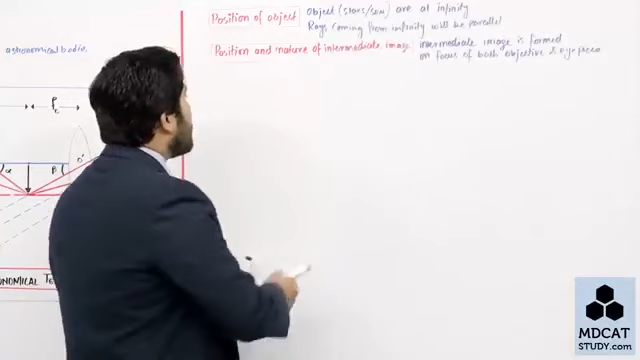 astronomical bodies
fe
α
β
O'
ONOMICAL TE
Position of object
Object (stars/sun) are at infinity
Rays coming from infinity will be parallel
Position and nature of intermediate image
intermediate image is formed
on focus of both objective & eyepiece
MDCAT
STUDY.com